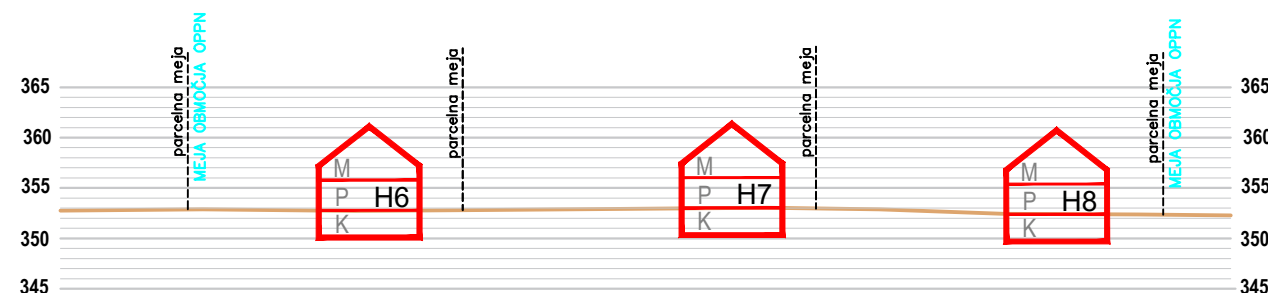 parcelna meja
MEJA OBMOČJA OPPN
parcelna meja
parcelna meja
parcelna meja
MEJA OBMOČJA OPPN
365
365
360
360
355
355
350
350
345
345
M
P
K
H6
M
P
K
H7
M
P
K
H8